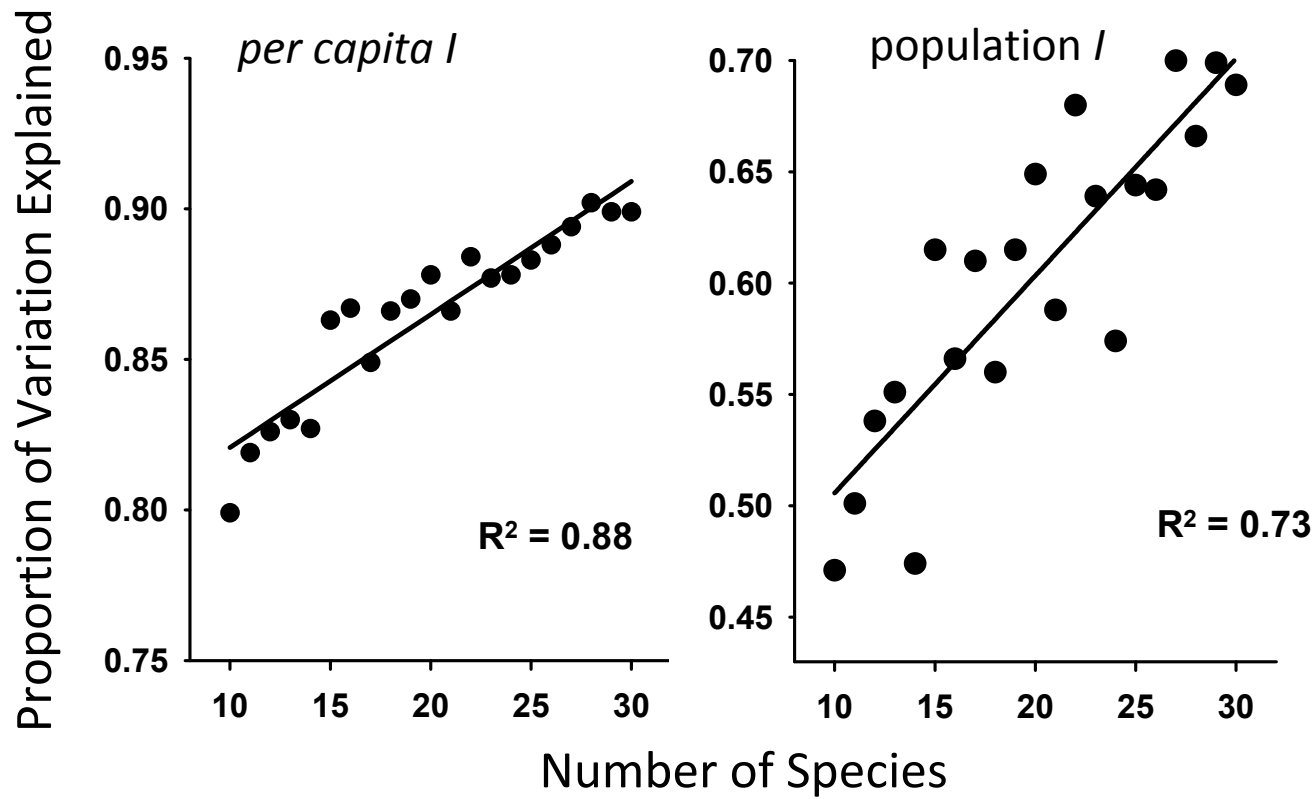 Proportion of Variation Explained
per capita I
0.95
0.90
0.85
0.80
0.75
R² = 0.88
10 15 20 25 30
population I
0.70
0.65
0.60
0.55
0.50
0.45
R² = 0.73
10 15 20 25 30
Number of Species